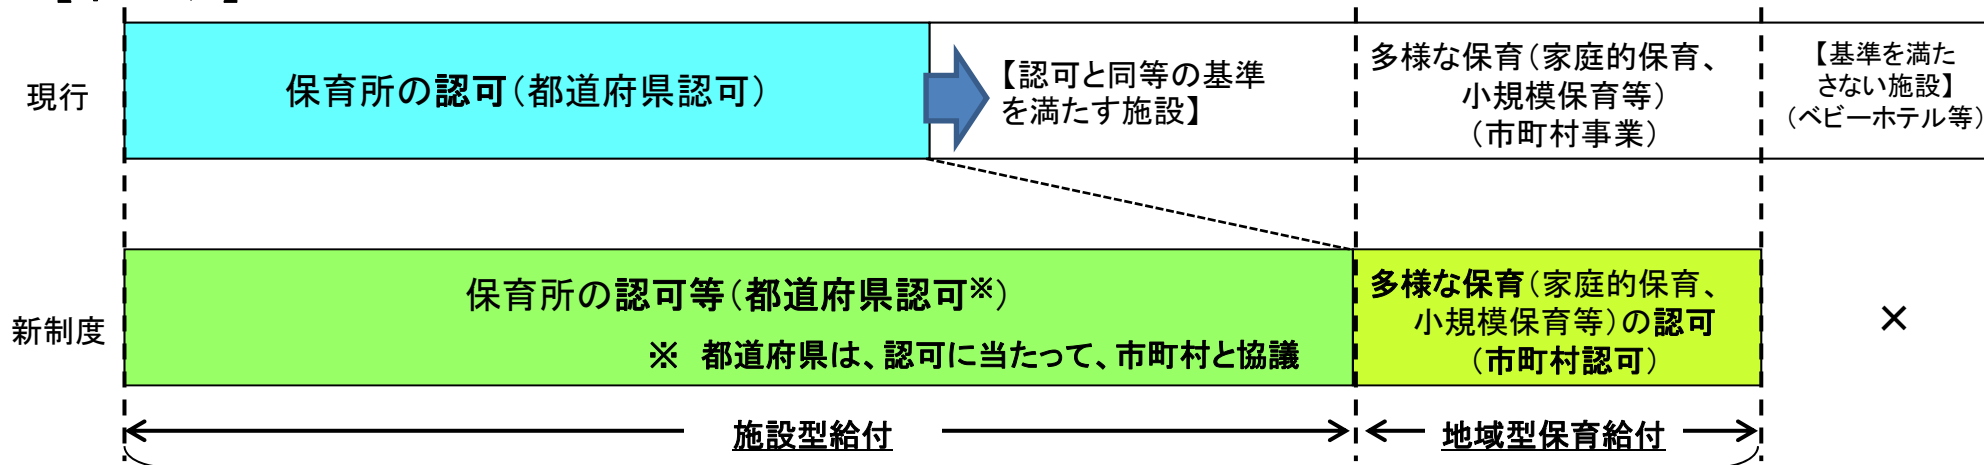 現行
保育所の認可(都道府県認可)
【認可と同等の基準
を満たす施設】
多様な保育(家庭的保育、
小規模保育等)
(市町村事業)
【基準を満た
さない施設】
(ベビーホテル等)
新制度
保育所の認可等(都道府県認可※)
※ 都道府県は、認可に当たって、市町村と協議
多様な保育(家庭的保育、
小規模保育等)の認可
(市町村認可)
×
施設型給付
地域型保育給付